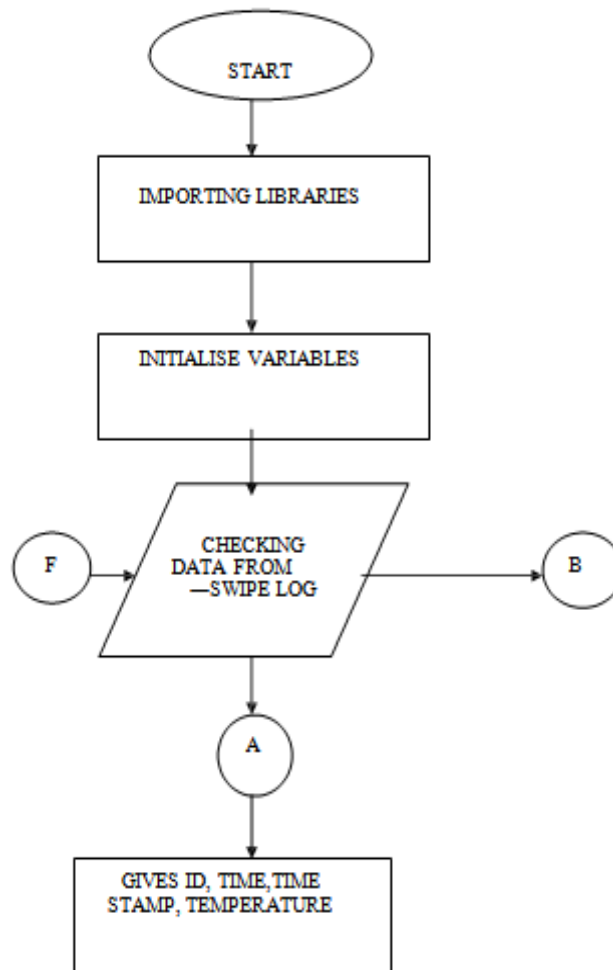 START
IMPORTING LIBRARIES
INITIALISE VARIABLES
F
CHECKING
DATA FROM
—SWIPE LOG
B
A
GIVES ID, TIME,TIME
STAMP, TEMPERATURE